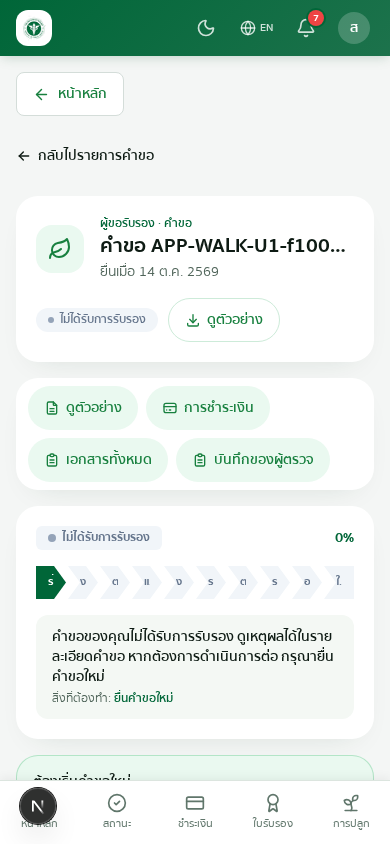 EN
7
ส
หน้าหลัก
กลับไปรายการคำขอ
ผู้ขอรับรอง · คำขอ
คำขอ APP-WALK-U1-f100...
ยื่นเมื่อ 14 ต.ค. 2569
ไม่ได้รับการรับรอง
ดูตัวอย่าง
ดูตัวอย่าง
การชำระเงิน
เอกสารทั้งหมด
บันทึกของผู้ตรวจ
ไม่ได้รับการรับรอง
0%
ง ต แ ง ร ต ร อ
คำขอของคุณไม่ได้รับการรับรอง ดูเหตุผลได้ในราย
ละเอียดคำขอ หากต้องการดำเนินการต่อ กรุณายื่น
คำขอใหม่
สิ่งที่ต้องทำ: ยื่นคำขอใหม่
N
สถานะ
ชำระเงิน
ใบรับรอง
การปลูก